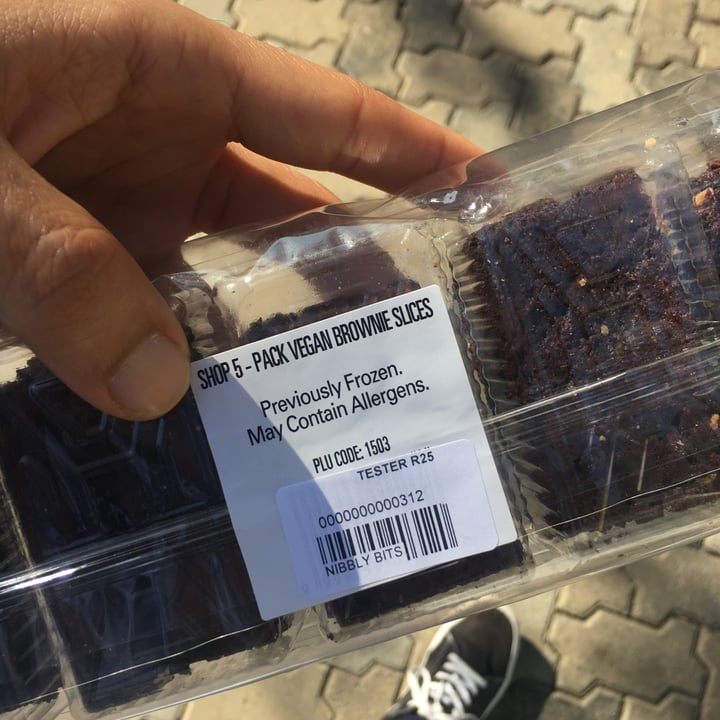 SHOP 5 - PACK VEGAN BROWNIE SLICES
Previously Frozen.
May Contain Allergens.
PLU CODE: 1503
TESTER R25
0000000000312
NIBBLY BITS